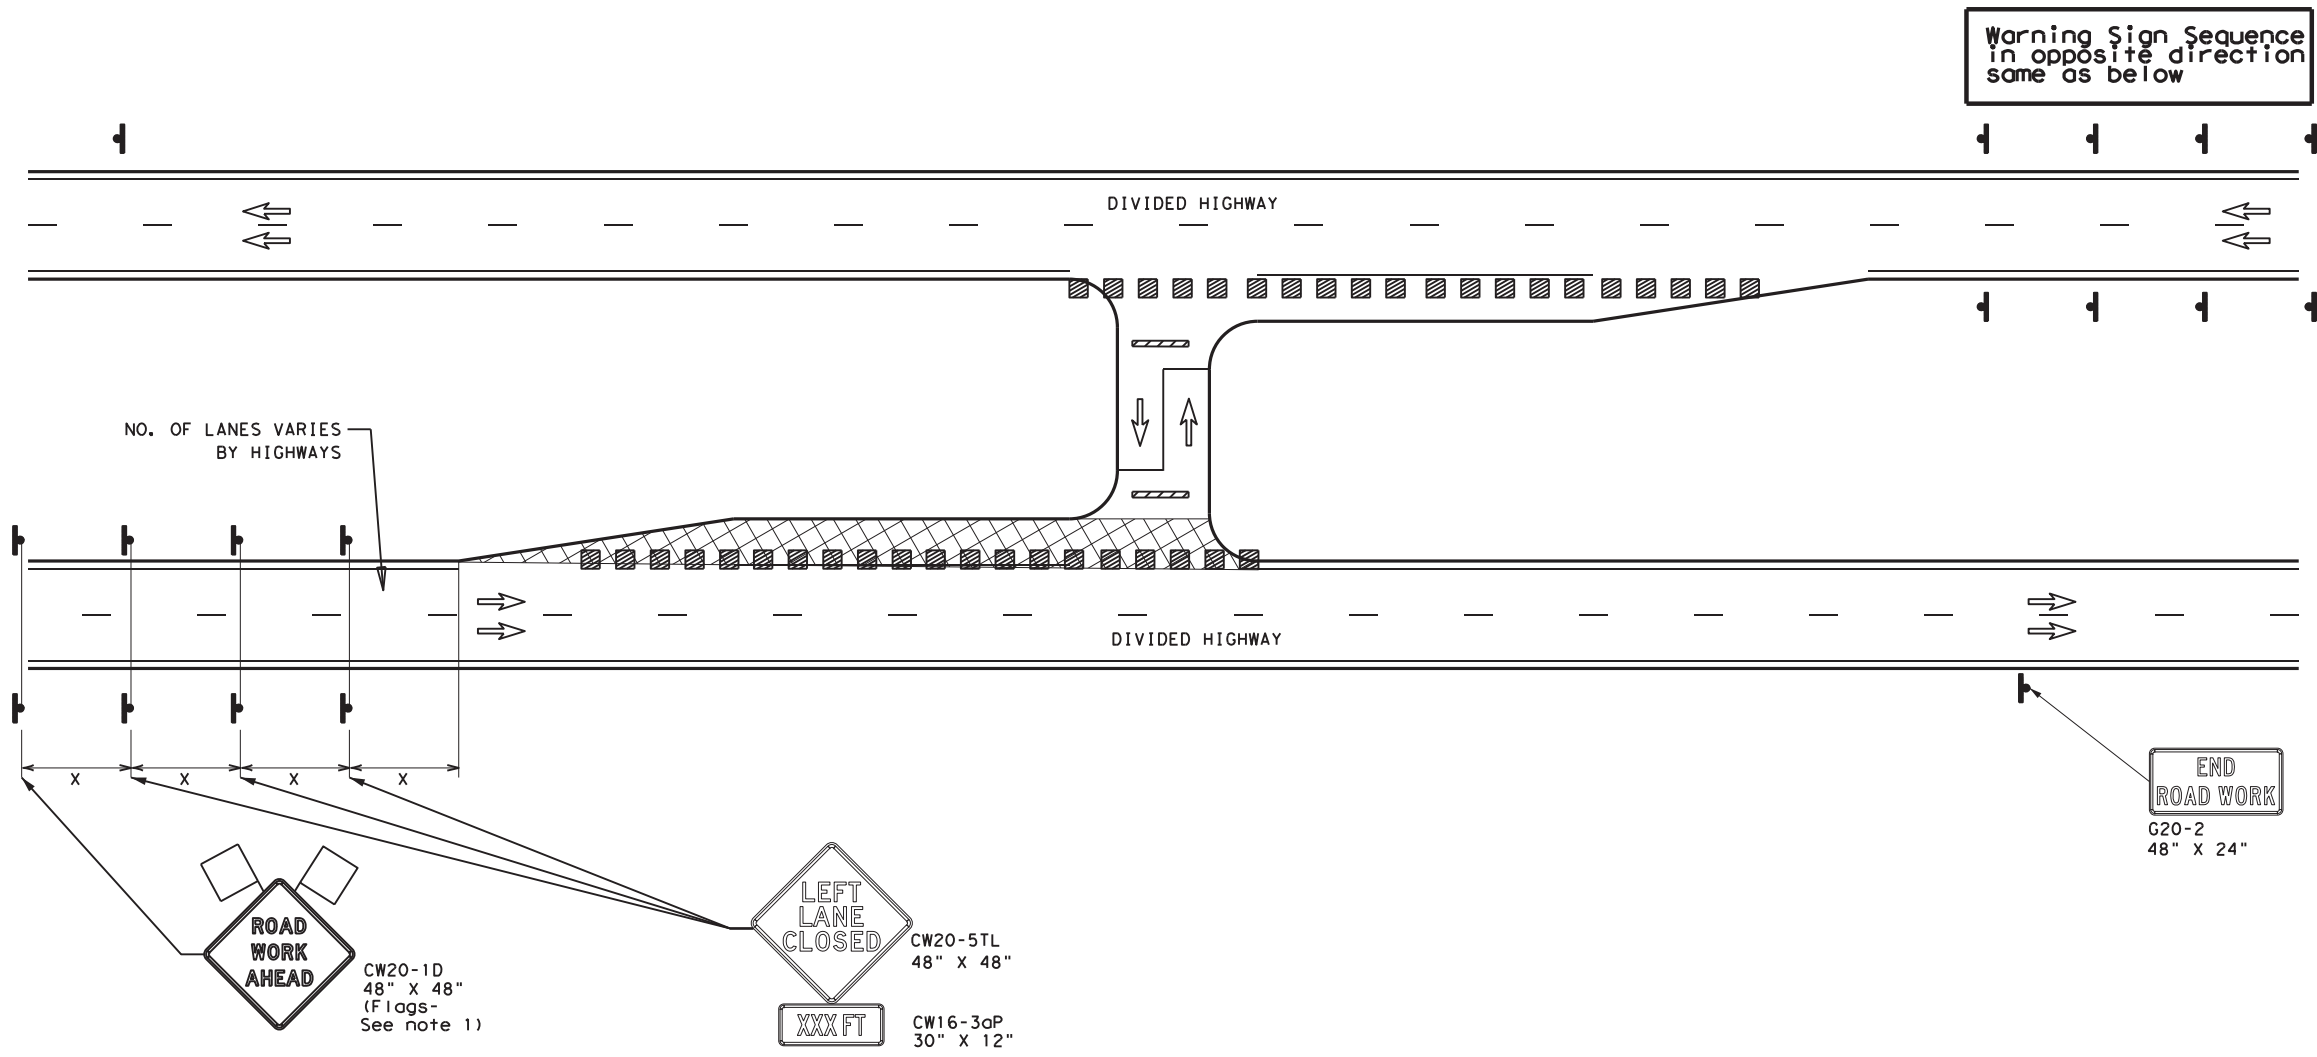 Warning Sign Sequence
in opposite direction
same as below
DIVIDED HIGHWAY
NO. OF LANES VARIES
BY HIGHWAYS
DIVIDED HIGHWAY
X X X X
END
ROAD WORK
G20-2
48" X 24"
ROAD
WORK
AHEAD
CW20-1D
48" X 48"
(Flags-
See note 1)
LEFT
LANE
CLOSED
CW20-5TL
48" X 48"
XXX FT
CW16-3aP
30" X 12"